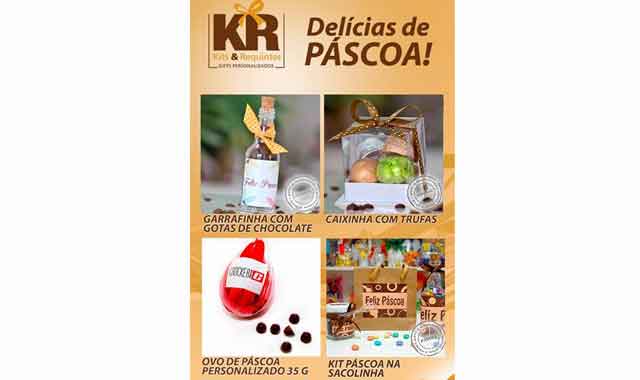 KR
Kits & Requintes
GIFTS PERSONALIZADOS
Delícias de
PÁSCOA!
GARRAFINHA COM
GOTAS DE CHOCOLATE
CAIXINHA COM TRUFAS
Feliz Páscoa
Feliz
Páscoa
OVO DE PÁSCOA
PERSONALIZADO 35 G
KIT PÁSCOA NA
SACOLINHA